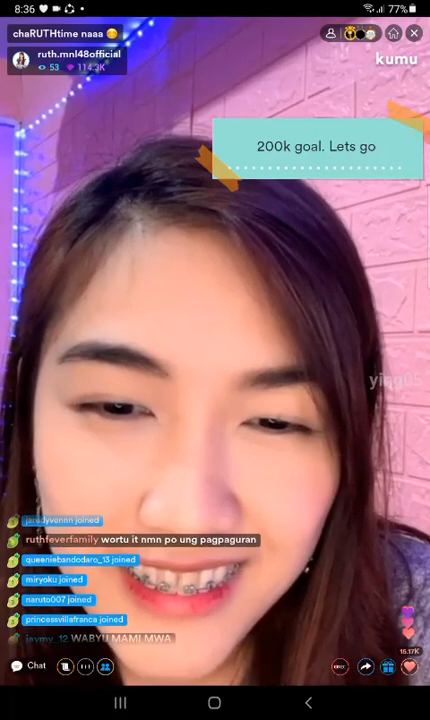 8:36
77%
chaRUTHtime naaa
ruth.mnl48official
53 114.3K
kumu
200k goal. Lets go
ying05
jaredyvennn joined
ruthfeverfamily wortu it nmn po ung pagpaguran
queeniebandodaro_13 joined
miryoku joined
naruto007 joined
princessvillafranca joined
jaymy_12 WABYU MAMI MWA
15.17K
Chat